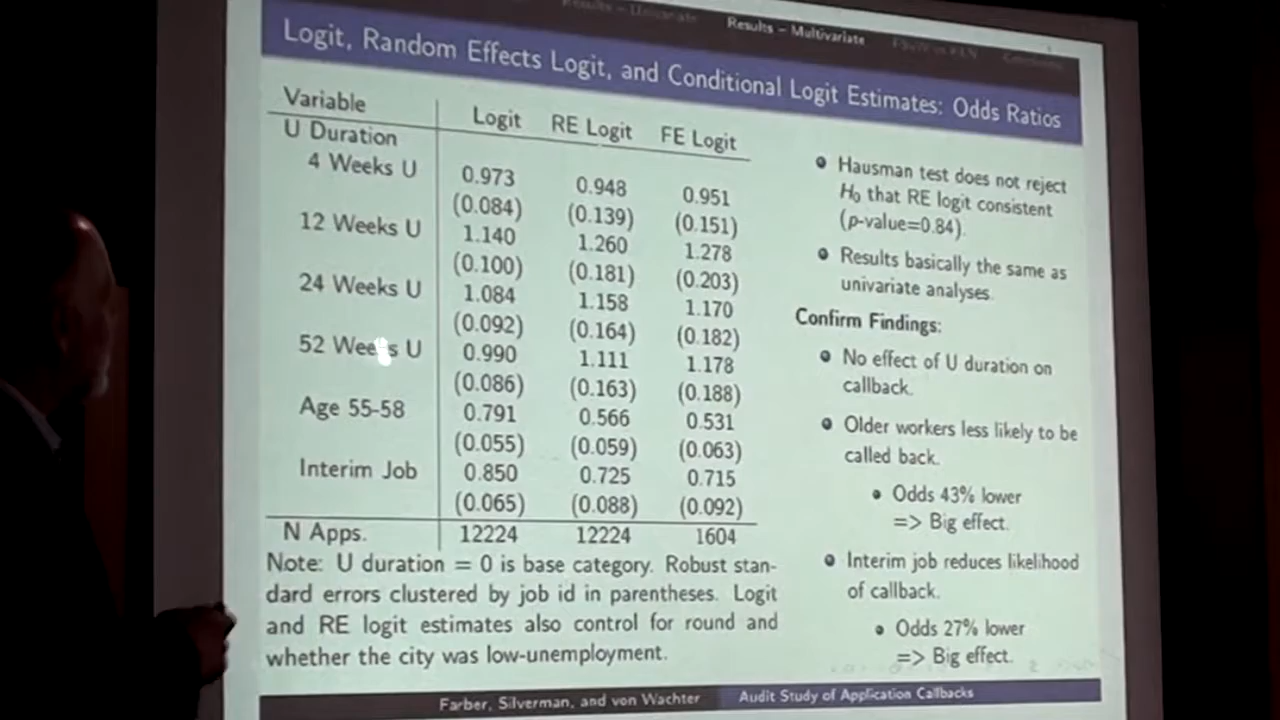 Results – Univariate Results – Multivariate
Logit, Random Effects Logit, and Conditional Logit Estimates: Odds Ratios
Variable Logit RE Logit FE Logit
U Duration
4 Weeks U 0.973 0.948 0.951
(0.084) (0.139) (0.151)
12 Weeks U 1.140 1.260 1.278
(0.100) (0.181) (0.203)
24 Weeks U 1.084 1.158 1.170
(0.092) (0.164) (0.182)
52 Weeks U 0.990 1.111 1.178
(0.086) (0.163) (0.188)
Age 55-58 0.791 0.566 0.531
(0.055) (0.059) (0.063)
Interim Job 0.850 0.725 0.715
(0.065) (0.088) (0.092)
N Apps. 12224 12224 1604
Note: U duration = 0 is base category. Robust stan-
dard errors clustered by job id in parentheses. Logit
and RE logit estimates also control for round and
whether the city was low-unemployment.
Hausman test does not reject
H₀ that RE logit consistent
(p-value=0.84).
Results basically the same as
univariate analyses.
Confirm Findings:
No effect of U duration on
callback.
Older workers less likely to be
called back.
Odds 43% lower
=> Big effect.
Interim job reduces likelihood
of callback.
Odds 27% lower
=> Big effect.
Farber, Silverman, and von Wachter Audit Study of Application Callbacks